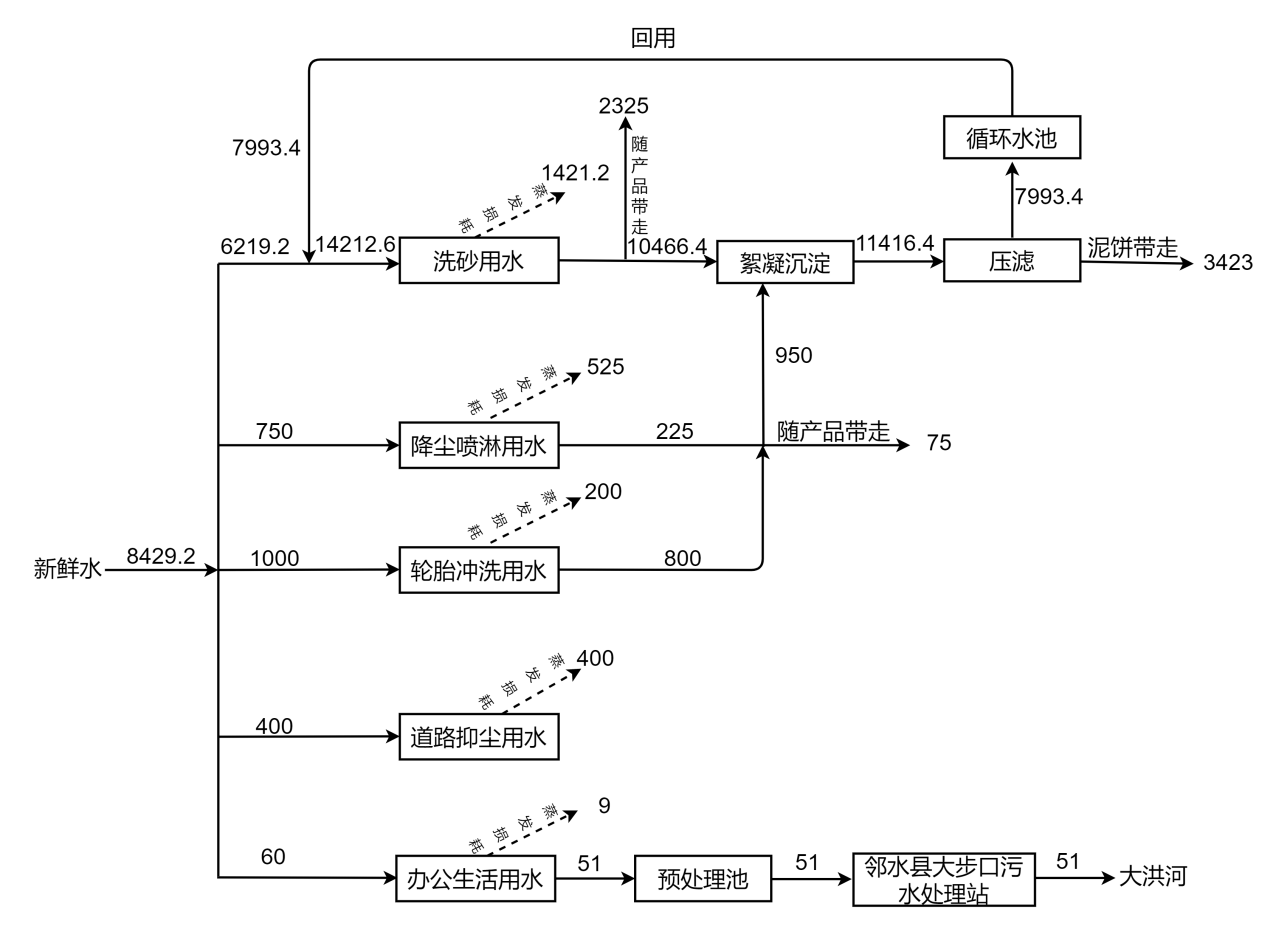 回用
2325
循环水池
7993.4
随产品带走
1421.2
蒸发损耗
7993.4
6219.2
14212.6
洗砂用水
10466.4
絮凝沉淀
11416.4
压滤
泥饼带走
3423
950
525
蒸发损耗
750
降尘喷淋用水
225
随产品带走
75
200
蒸发损耗
新鲜水
8429.2
1000
轮胎冲洗用水
800
400
蒸发损耗
400
道路抑尘用水
9
蒸发损耗
60
办公生活用水
51
预处理池
51
邻水县大步口污
水处理站
51
大洪河